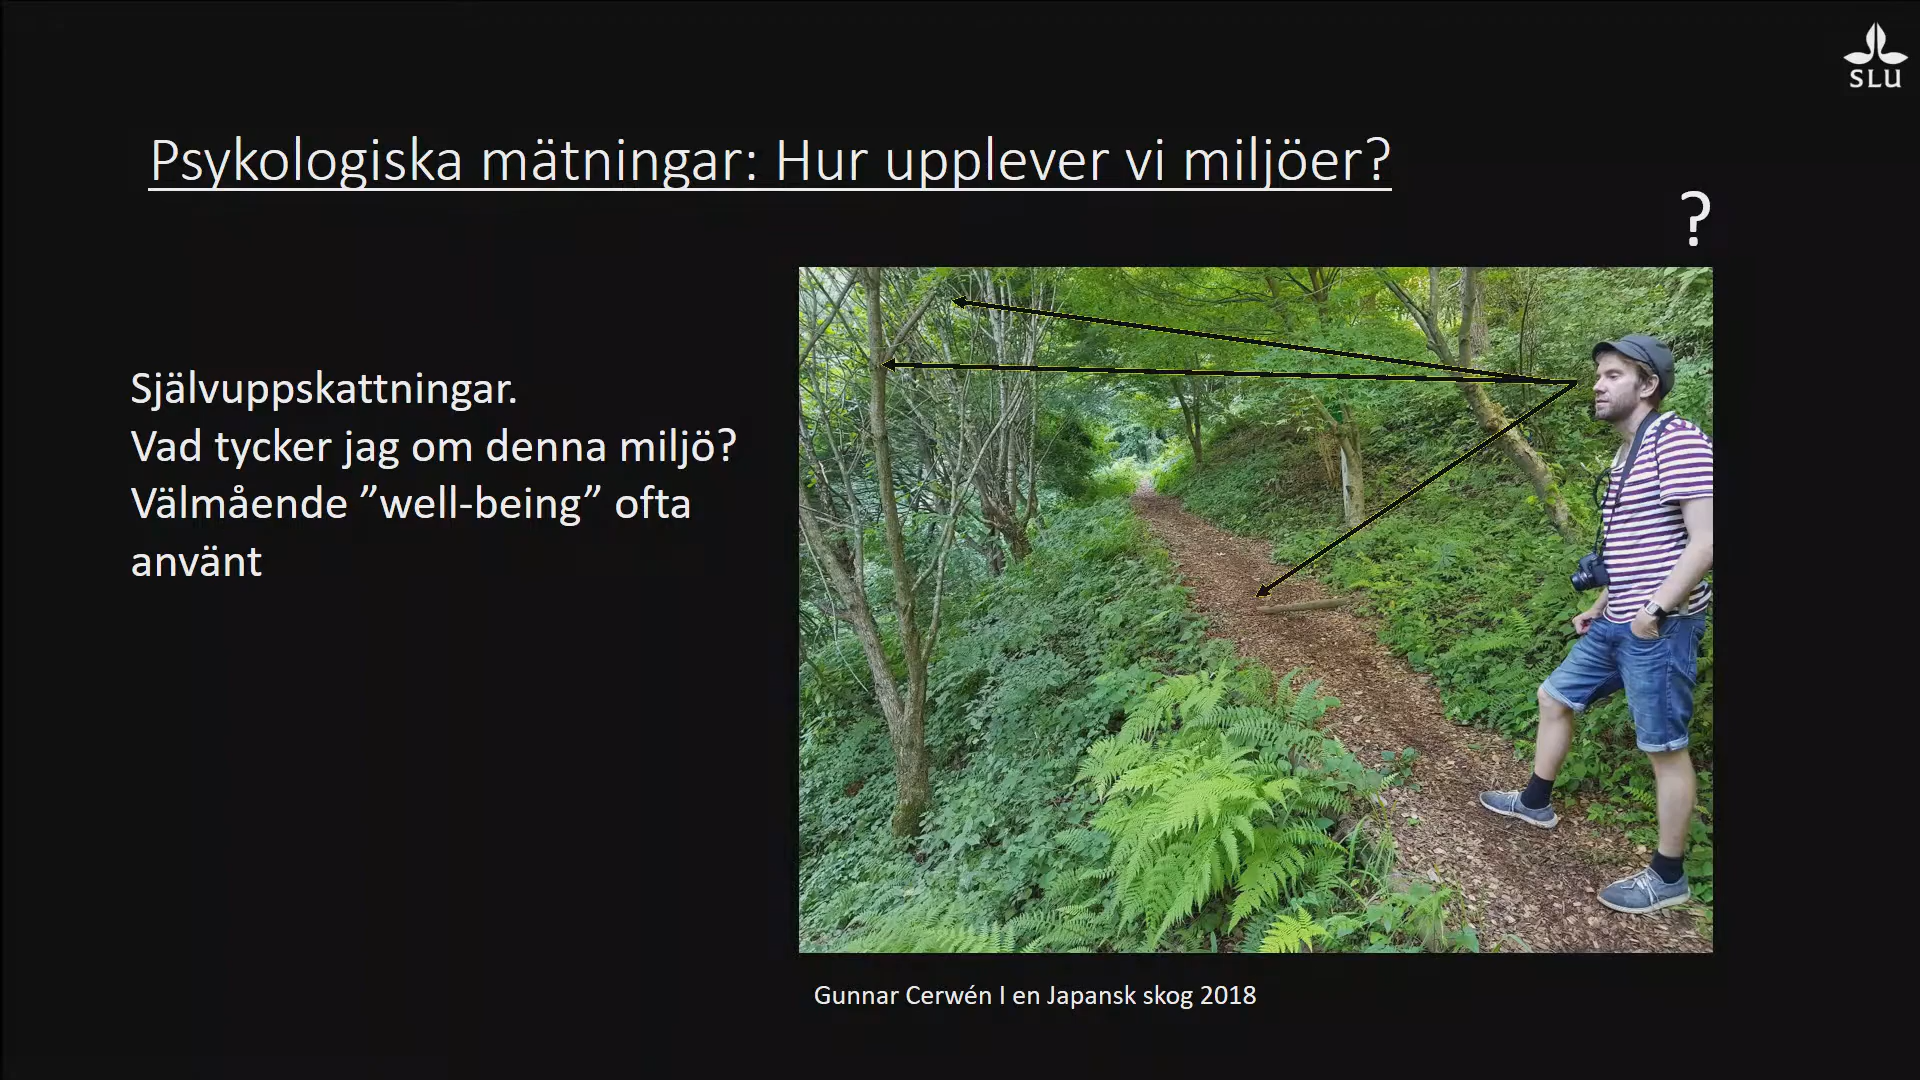 SLU
Psykologiska mätningar: Hur upplever vi miljöer?
?
Självuppskattningar.
Vad tycker jag om denna miljö?
Välmående ”well-being” ofta
använt
Gunnar Cerwén I en Japansk skog 2018